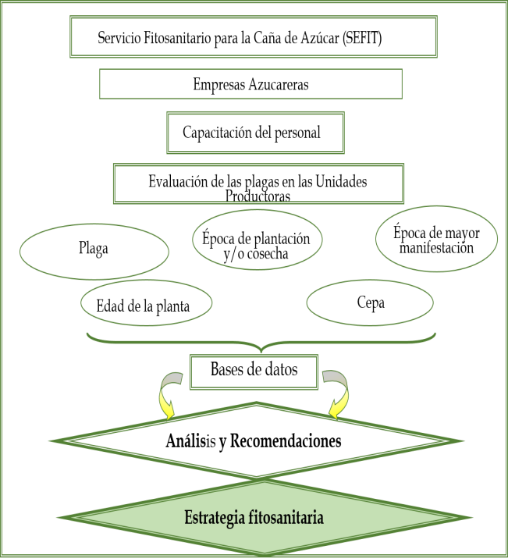 Servicio Fitosanitario para la Caña de Azúcar (SEFIT)
Empresas Azucareras
Capacitación del personal
Evaluación de las plagas en las Unidades
Productoras
Plaga
Época de plantación
y/o cosecha
Época de mayor
manifestación
Edad de la planta
Cepa
Bases de datos
Análisis y Recomendaciones
Estrategia fitosanitaria